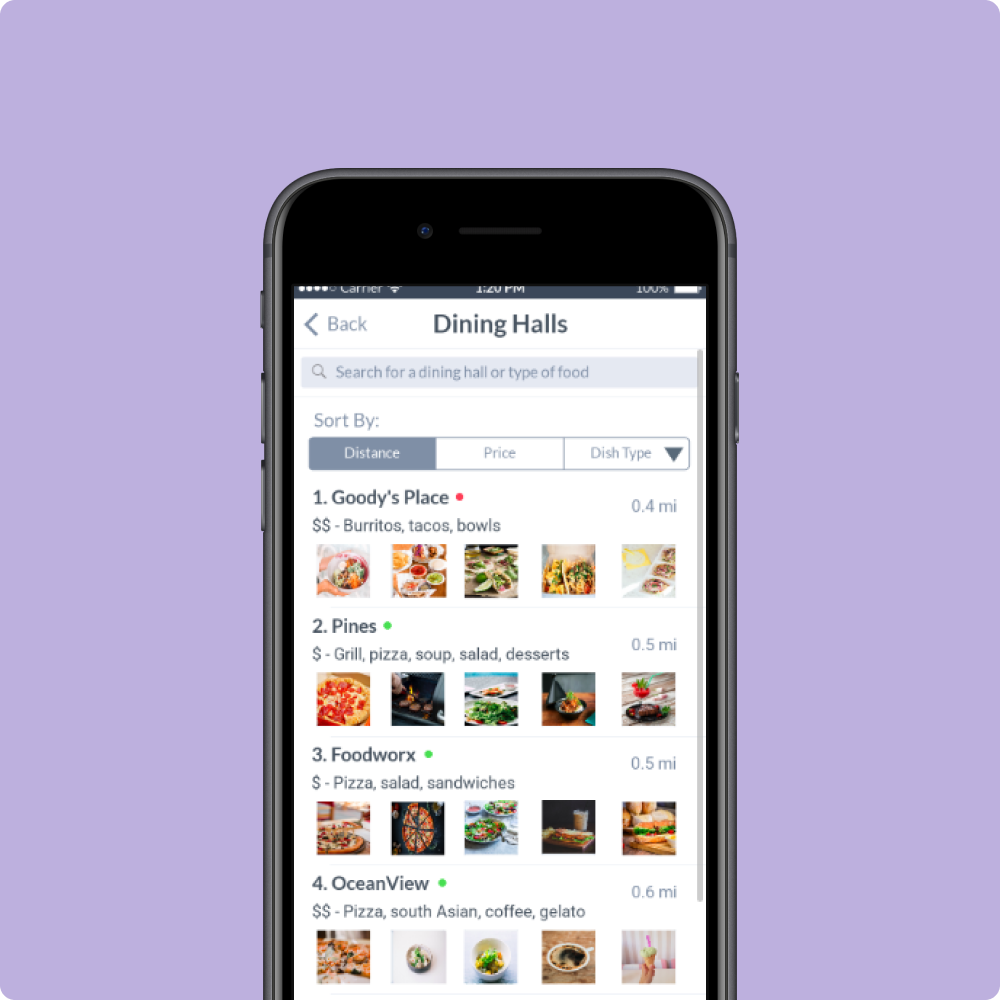 Carrier 1:20 PM 100%
Back Dining Halls
Search for a dining hall or type of food
Sort By:
Distance Price Dish Type
1. Goody's Place
0.4 mi
$$ - Burritos, tacos, bowls
2. Pines
0.5 mi
$ - Grill, pizza, soup, salad, desserts
3. Foodworx
0.5 mi
$ - Pizza, salad, sandwiches
4. OceanView
0.6 mi
$$ - Pizza, south Asian, coffee, gelato